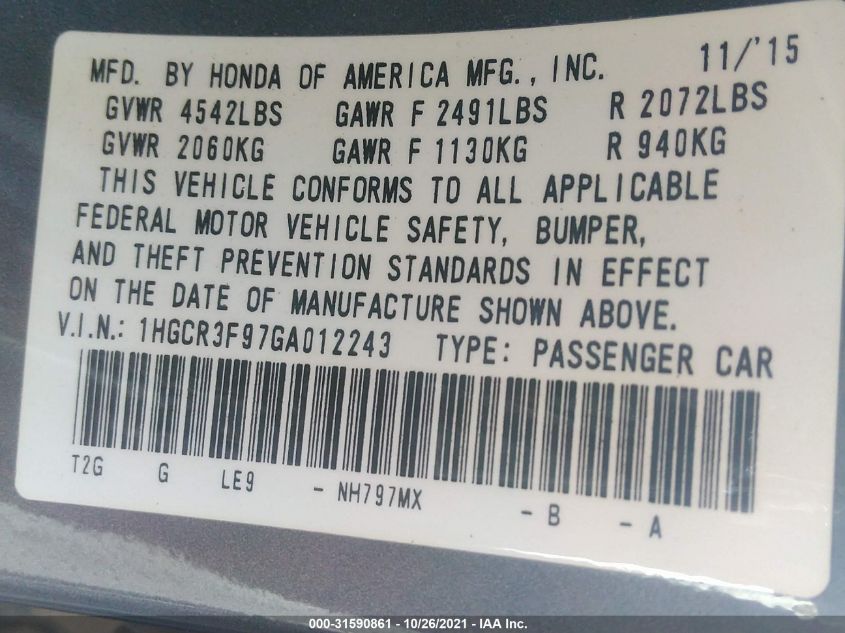 MFD. BY HONDA OF AMERICA MFG., INC. 11/'15
GVWR 4542LBS GAWR F 2491LBS R 2072LBS
GVWR 2060KG GAWR F 1130KG R 940KG
THIS VEHICLE CONFORMS TO ALL APPLICABLE
FEDERAL MOTOR VEHICLE SAFETY, BUMPER,
AND THEFT PREVENTION STANDARDS IN EFFECT
ON THE DATE OF MANUFACTURE SHOWN ABOVE.
V.I.N.: 1HGCR3F97GA012243 TYPE: PASSENGER CAR
T2G G LE9 - NH797MX - B - A
000-31590861 - 10/26/2021 - IAA Inc.